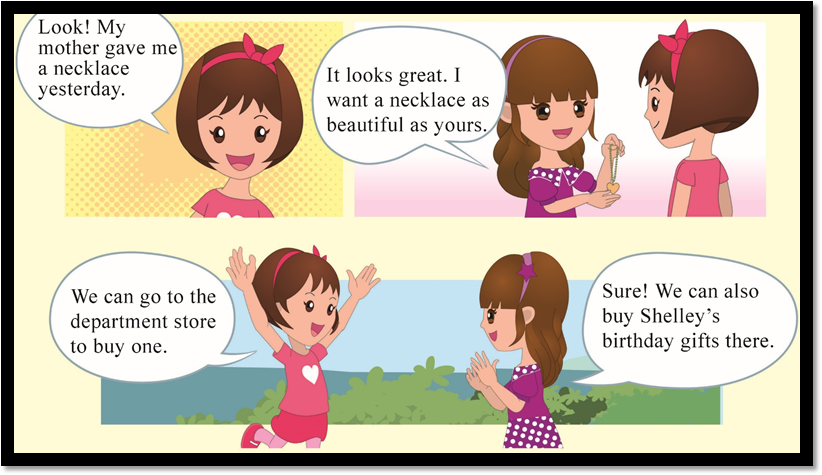 Look! My
mother gave me
a necklace
yesterday.
It looks great. I
want a necklace as
beautiful as yours.
We can go to the
department store
to buy one.
Sure! We can also
buy Shelley's
birthday gifts there.